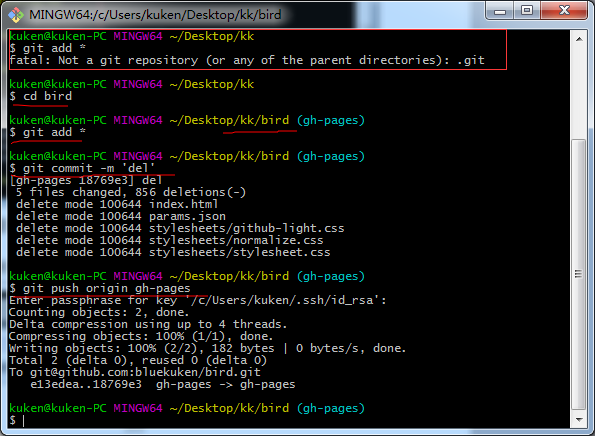 MINGW64:/c/Users/kuken/Desktop/kk/bird
kuken@kuken-PC MINGW64 ~/Desktop/kk
$ git add *
fatal: Not a git repository (or any of the parent directories): .git
kuken@kuken-PC MINGW64 ~/Desktop/kk
$ cd bird
kuken@kuken-PC MINGW64 ~/Desktop/kk/bird (gh-pages)
$ git add *
kuken@kuken-PC MINGW64 ~/Desktop/kk/bird (gh-pages)
$ git commit -m 'del'
[gh-pages 18769e3] del
5 files changed, 856 deletions(-)
delete mode 100644 index.html
delete mode 100644 params.json
delete mode 100644 stylesheets/github-light.css
delete mode 100644 stylesheets/normalize.css
delete mode 100644 stylesheets/stylesheet.css
kuken@kuken-PC MINGW64 ~/Desktop/kk/bird (gh-pages)
$ git push origin gh-pages
Enter passphrase for key '/c/Users/kuken/.ssh/id_rsa':
Counting objects: 2, done.
Delta compression using up to 4 threads.
Compressing objects: 100% (1/1), done.
Writing objects: 100% (2/2), 182 bytes | 0 bytes/s, done.
Total 2 (delta 0), reused 0 (delta 0)
To git@github.com:bluekuken/bird.git
e13edea..18769e3 gh-pages -> gh-pages
kuken@kuken-PC MINGW64 ~/Desktop/kk/bird (gh-pages)
$